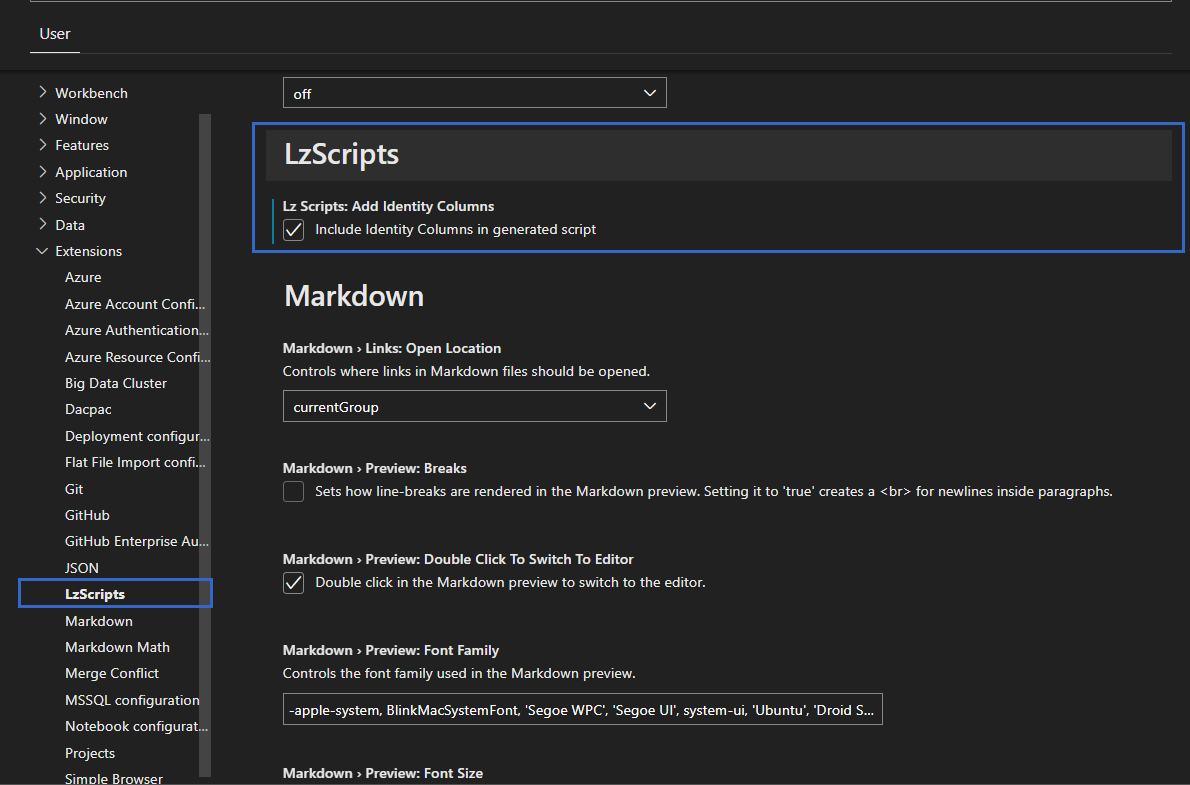 User
Workbench
Window
Features
Application
Security
Data
Extensions
Azure
Azure Account Confi...
Azure Authentication...
Azure Resource Confi...
Big Data Cluster
Dacpac
Deployment configur...
Flat File Import confi...
Git
GitHub
GitHub Enterprise Au...
JSON
LzScripts
Markdown
Markdown Math
Merge Conflict
MSSQL configuration
Notebook configurat...
Projects
Simple Browser
off
LzScripts
Lz Scripts: Add Identity Columns
Include Identity Columns in generated script
Markdown
Markdown › Links: Open Location
Controls where links in Markdown files should be opened.
currentGroup
Markdown › Preview: Breaks
Sets how line-breaks are rendered in the Markdown preview. Setting it to 'true' creates a <br> for newlines inside paragraphs.
Markdown › Preview: Double Click To Switch To Editor
Double click in the Markdown preview to switch to the editor.
Markdown › Preview: Font Family
Controls the font family used in the Markdown preview.
-apple-system, BlinkMacSystemFont, 'Segoe WPC', 'Segoe UI', system-ui, 'Ubuntu', 'Droid S...
Markdown › Preview: Font Size